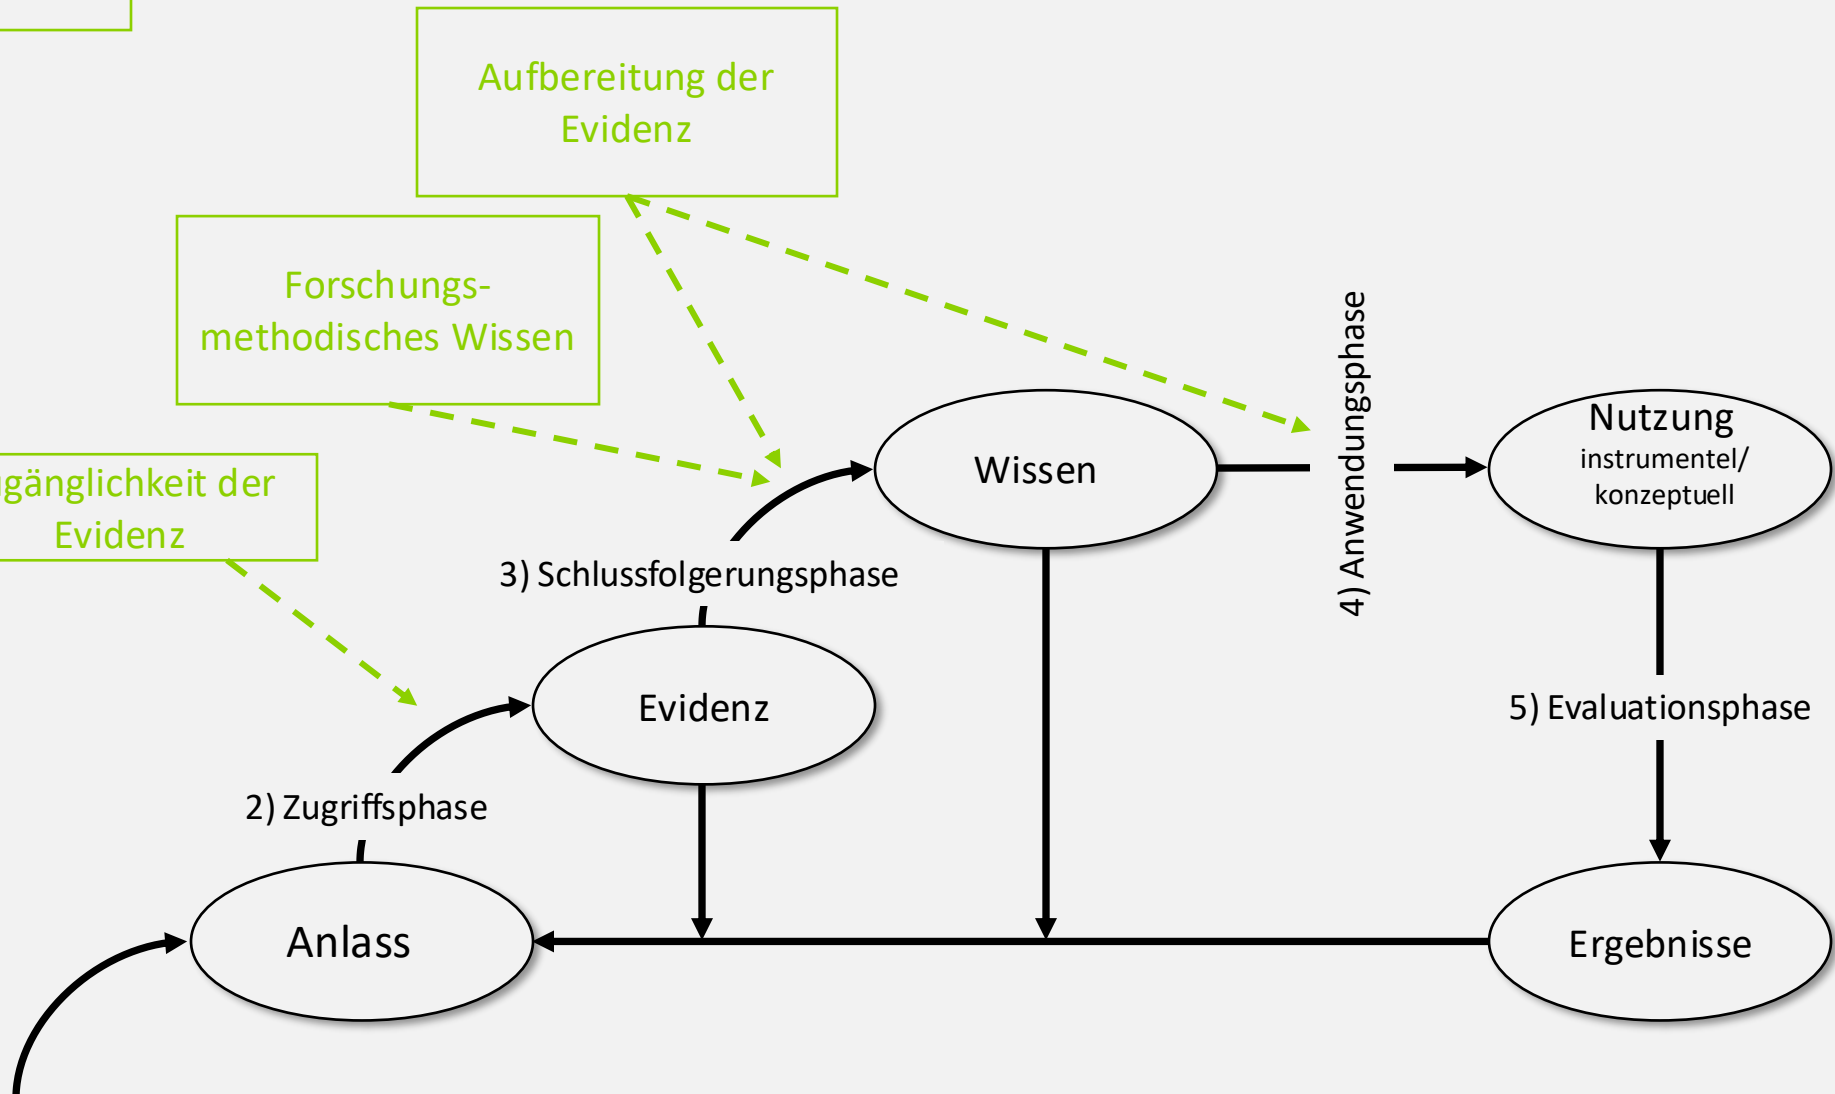 Aufbereitung der
Evidenz
Forschungs-
methodisches Wissen
gänglichkeit der
Evidenz
4) Anwendungsphase
Wissen
Nutzung
instrumentel/
konzeptuell
3) Schlussfolgerungsphase
Evidenz
5) Evaluationsphase
2) Zugriffsphase
Anlass
Ergebnisse